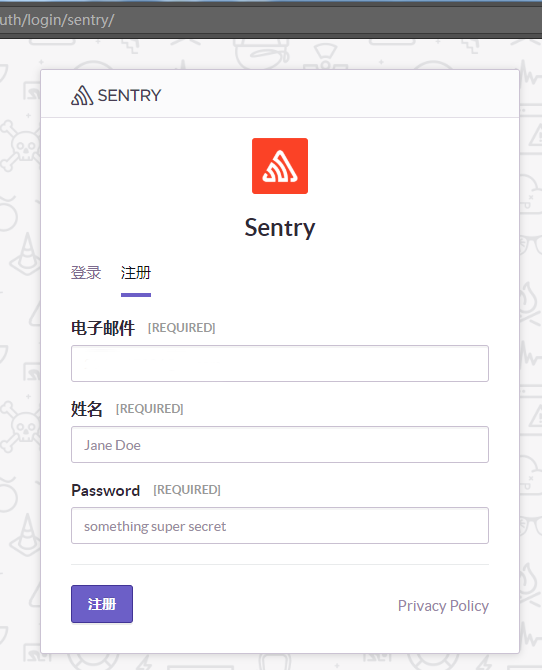 uth/login/sentry/
SENTRY
Sentry
登录 注册
电子邮件 [REQUIRED]
姓名 [REQUIRED]
Jane Doe
Password [REQUIRED]
something super secret
注册 Privacy Policy